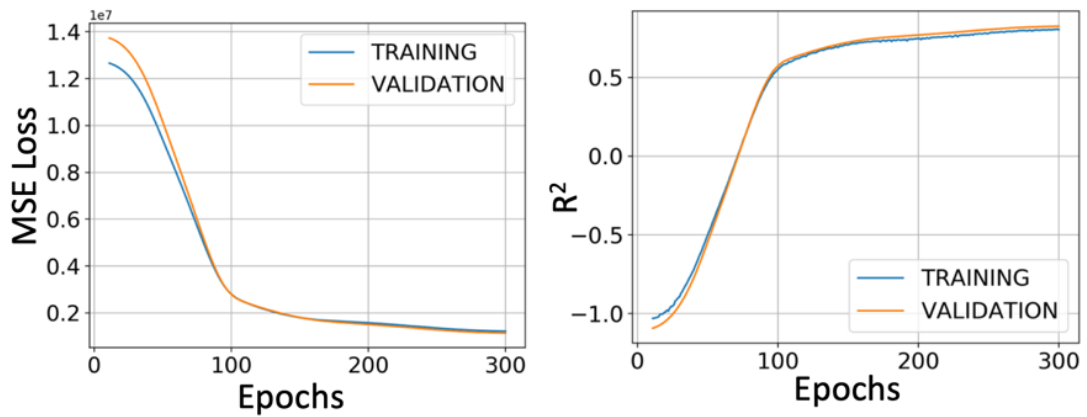 1e7
1.4
1.2
1.0
0.8
0.6
0.4
0.2
MSE Loss
TRAINING
VALIDATION
0 100 200 300
Epochs
0.5
0.0
−0.5
−1.0
R²
TRAINING
VALIDATION
0 100 200 300
Epochs